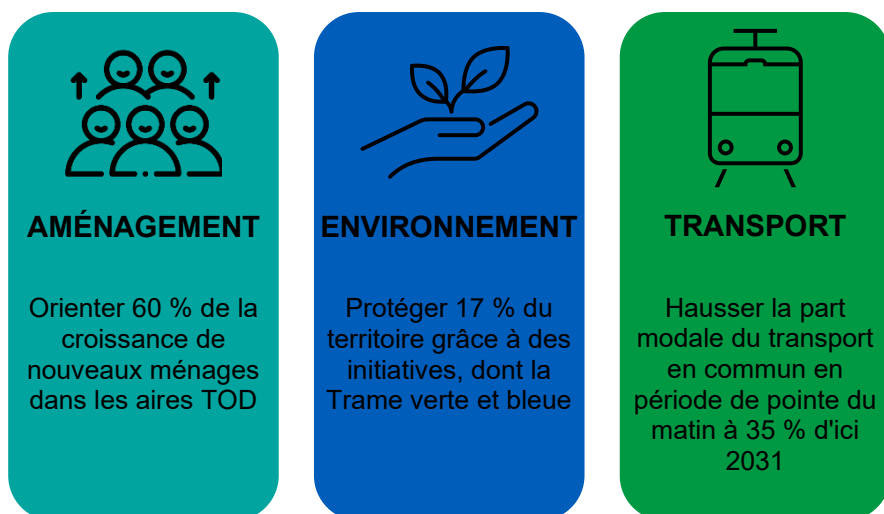 AMÉNAGEMENT
Orienter 60 % de la
croissance de
nouveaux ménages
dans les aires TOD
ENVIRONNEMENT
Protéger 17 % du
territoire grâce à des
initiatives, dont la
Trame verte et bleue
TRANSPORT
Hausser la part
modale du transport
en commun en
période de pointe du
matin à 35 % d'ici
2031